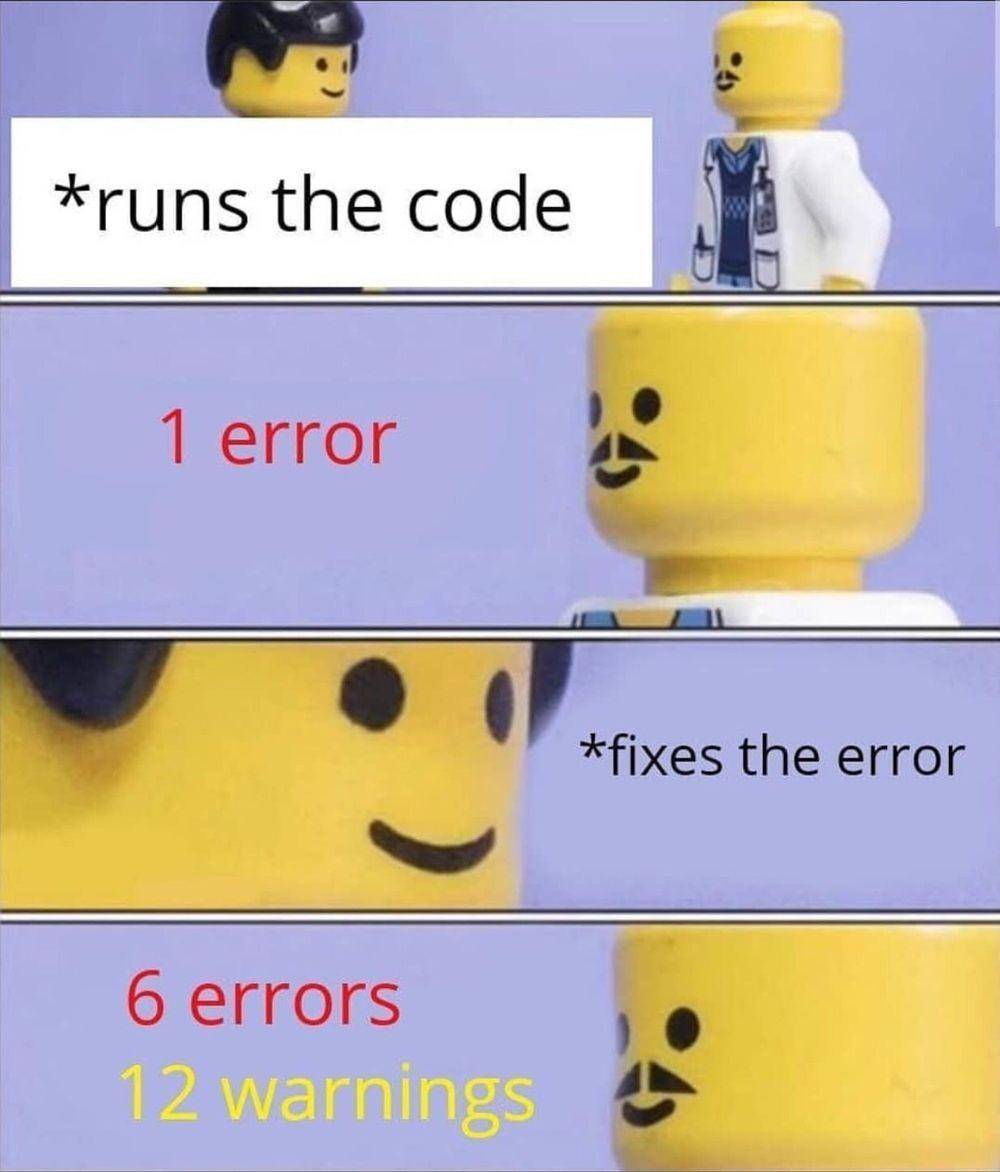 *runs the code
1 error
*fixes the error
6 errors
12 warnings